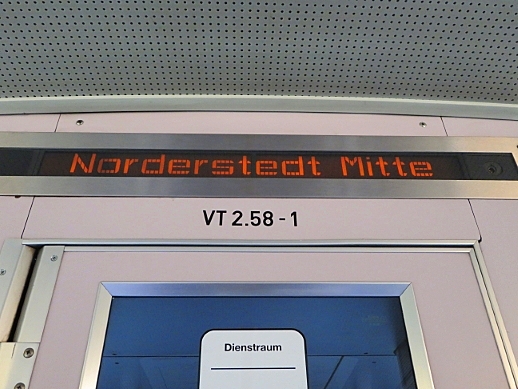 Norderstedt Mitte
VT 2.58 - 1
Dienstraum